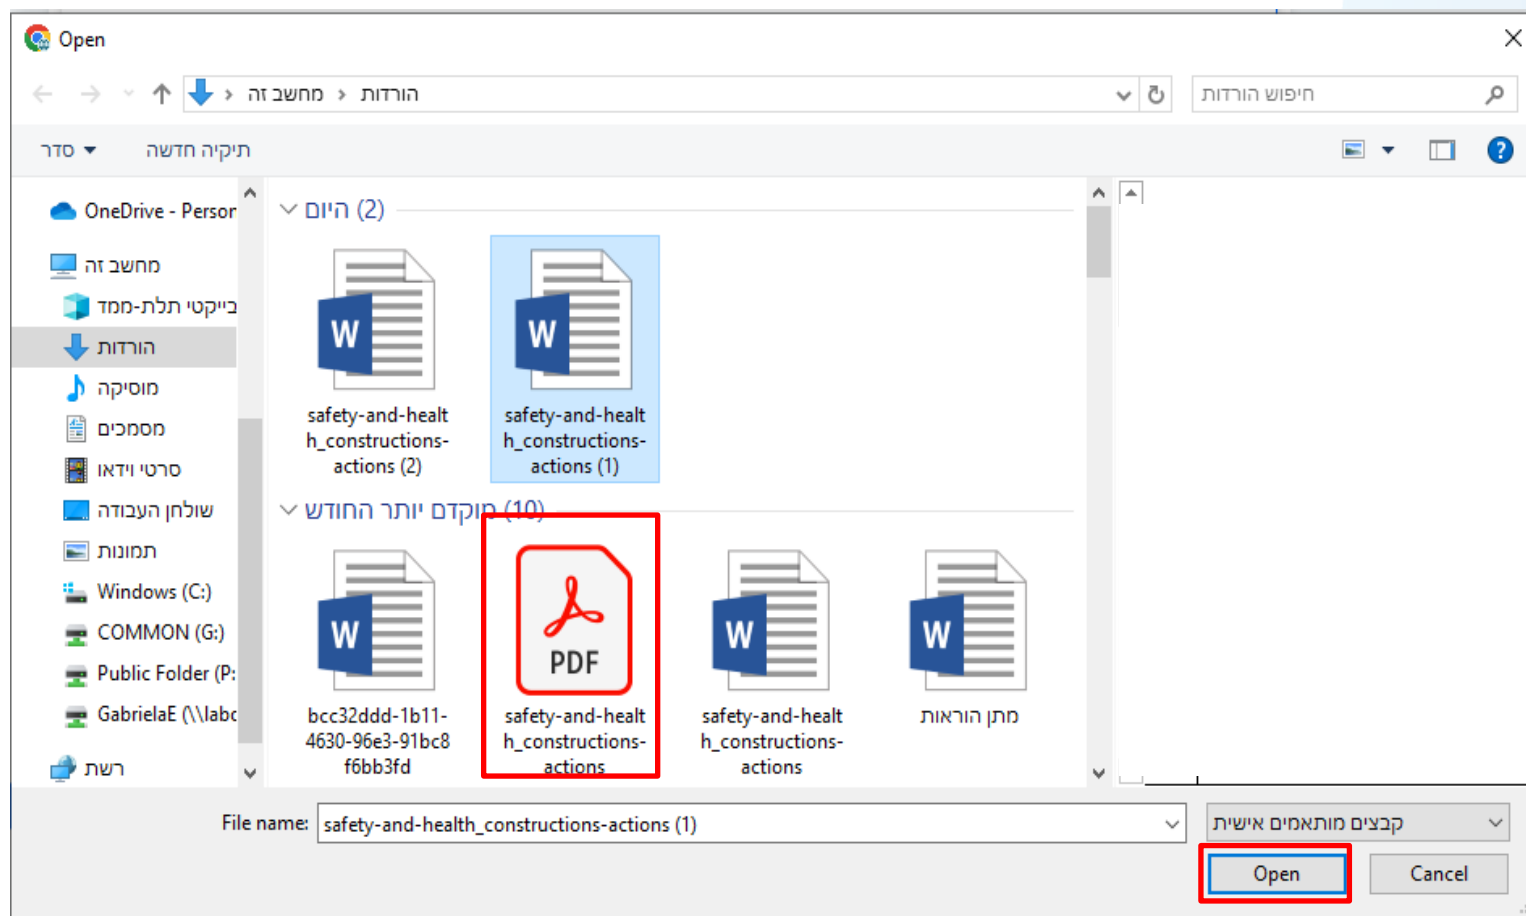 Open
הורדות › מחשב זה ›
חיפוש הורדות
סדר
תיקיה חדשה
OneDrive - Person
מחשב זה
בייקטי תלת-ממד
הורדות
מוסיקה
מסמכים
סרטי וידאו
שולחן העבודה
תמונות
Windows (C:)
COMMON (G:)
Public Folder (P:
GabrielaE (\\labc
רשת
היום (2)
safety-and-healt
h_constructions-
actions (2)
safety-and-healt
h_constructions-
actions (1)
מוקדם יותר החודש (10)
bcc32ddd-1b11-
4630-96e3-91bc8
f6bb3fd
PDF
safety-and-healt
h_constructions-
actions
safety-and-healt
h_constructions-
actions
מתן הוראות
File name: safety-and-health_constructions-actions (1)
קבצים מותאמים אישית
Open
Cancel